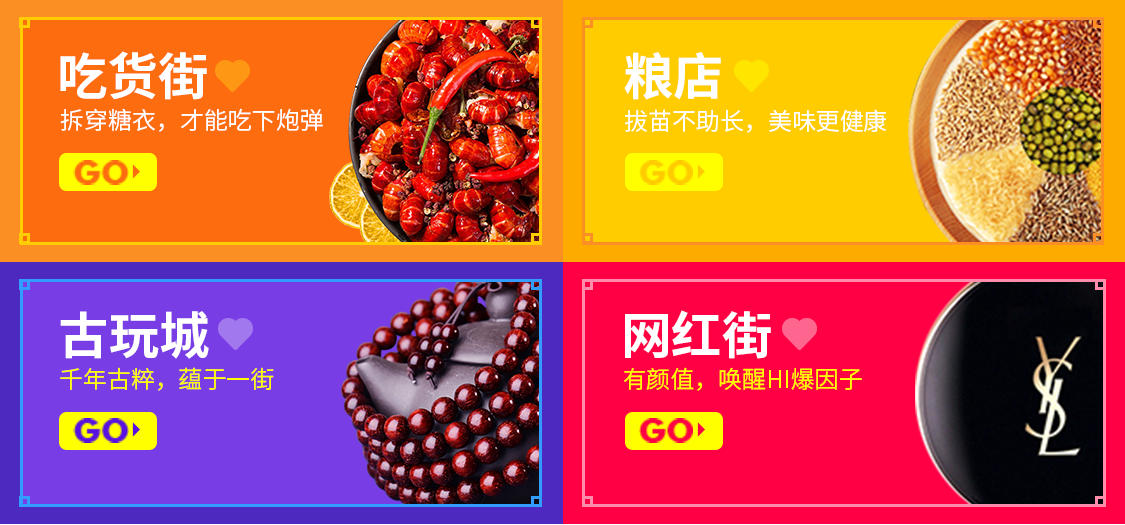 吃货街
拆穿糖衣，才能吃下炮弹
GO
粮店
拔苗不助长，美味更健康
GO
古玩城
千年古粹，蕴于一街
GO
网红街
有颜值，唤醒HI爆因子
GO
YSL